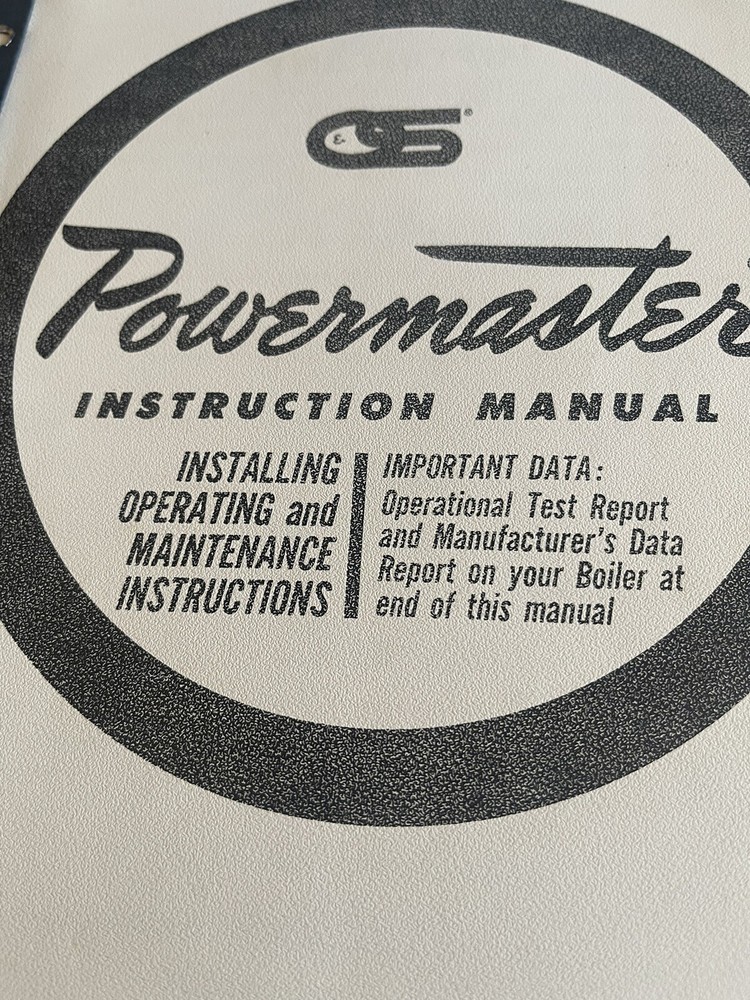 O&S®
Powermaster
INSTRUCTION MANUAL
INSTALLING
OPERATING and
MAINTENANCE
INSTRUCTIONS
IMPORTANT DATA:
Operational Test Report
and Manufacturer's Data
Report on your Boiler at
end of this manual